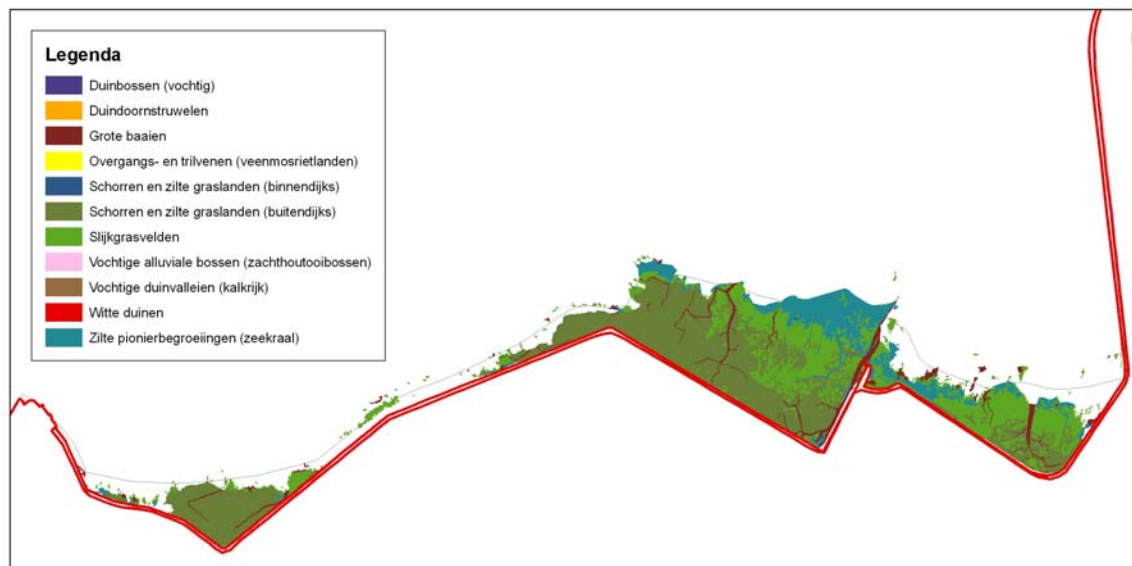 Legenda
Duinbossen (vochtig)
Duindoornstruwelen
Grote baaien
Overgangs- en trilvenen (veenmosrietlanden)
Schorren en zilte graslanden (binnendijks)
Schorren en zilte graslanden (buitendijks)
Slijkgrasvelden
Vochtige alluviale bossen (zachthoutooibossen)
Vochtige duinvalleien (kalkrijk)
Witte duinen
Zilte pionierbegroeiingen (zeekraal)